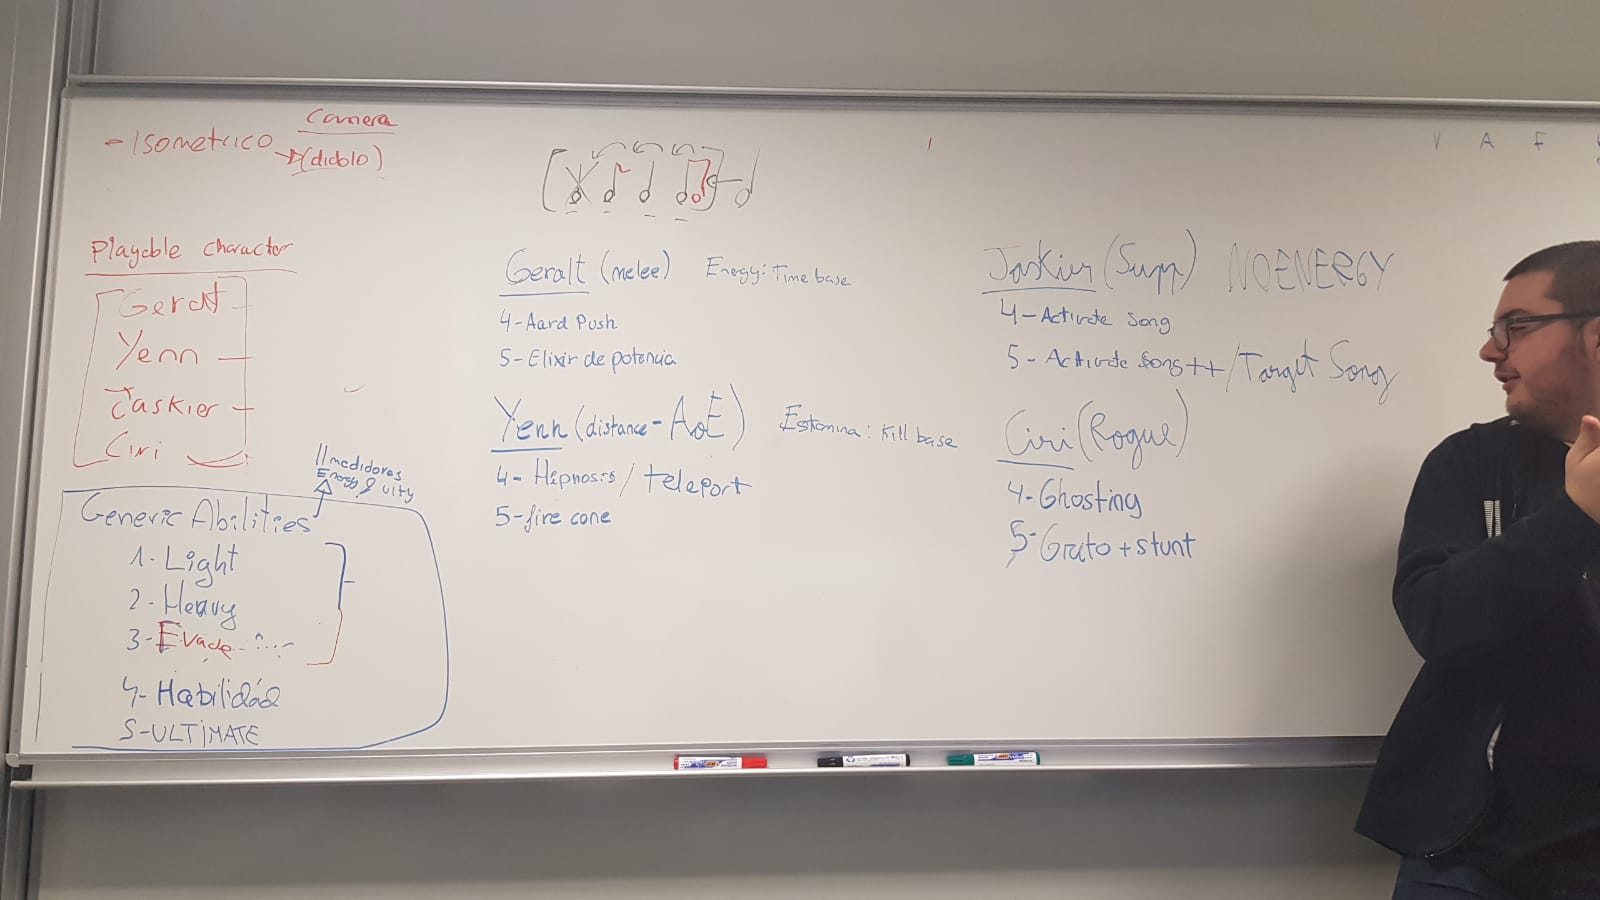 Camera
- Isometrico
(diablo)
Playable character
Geralt
Yenn
Jaskier
Ciri
// medidores
Energy y ulty
Generic Abilities
1- Light
2- Heavy
3- Evade
4- Habilidad
5- ULTIMATE
Geralt (melee) Energy: Time base
4- Aard Push
5- Elixir de potencia
Yenn (distance - AoE) Estamina: Kill base
4- Hipnosis / teleport
5- fire cone
Jaskier (Supp) NO ENERGY
4- Activate Song
5- Activate Song++ / Target Song
Ciri (Rogue)
4- Ghosting
5- Grito + stunt
V A F